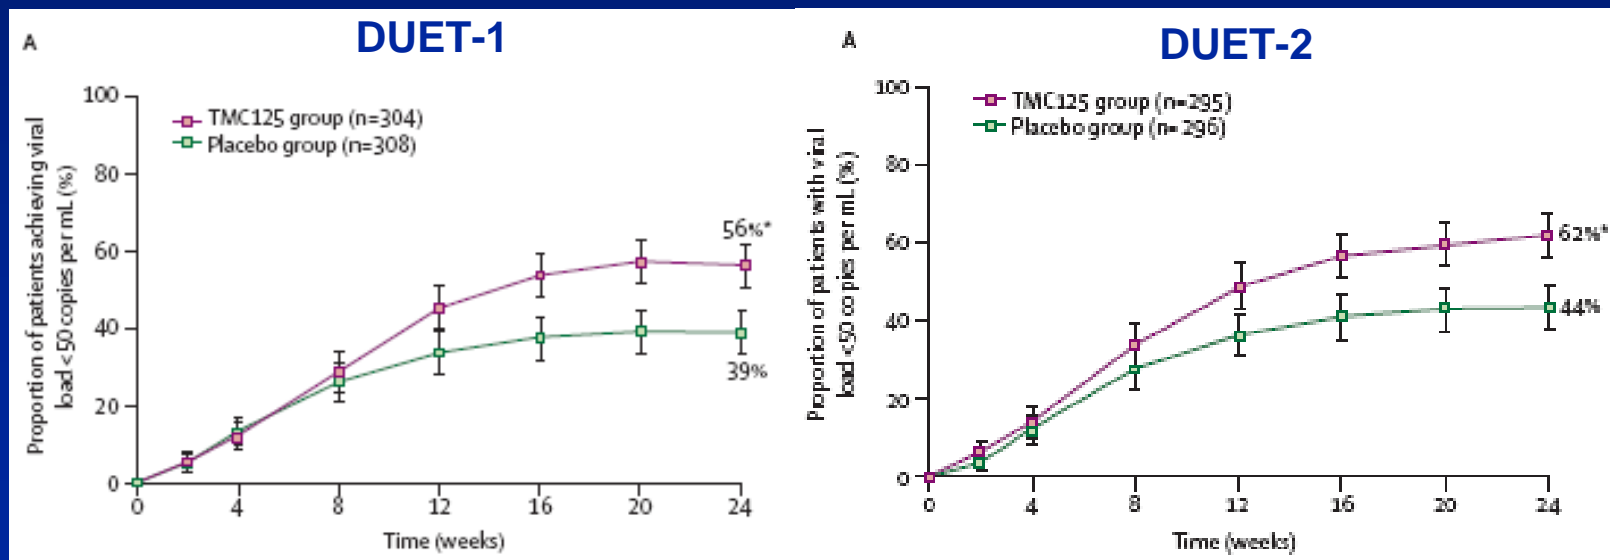 DUET-1
A
100
80
60
40
20
0
Proportion of patients achieving viral
load <50 copies per mL (%)
TMC125 group (n=304)
Placebo group (n=308)
56%*
39%
0 4 8 12 16 20 24
Time (weeks)
DUET-2
A
100
80
60
40
20
0
Proportion of patients with viral
load <50 copies per mL (%)
TMC125 group (n=295)
Placebo group (n=296)
62%*
44%
0 4 8 12 16 20 24
Time (weeks)